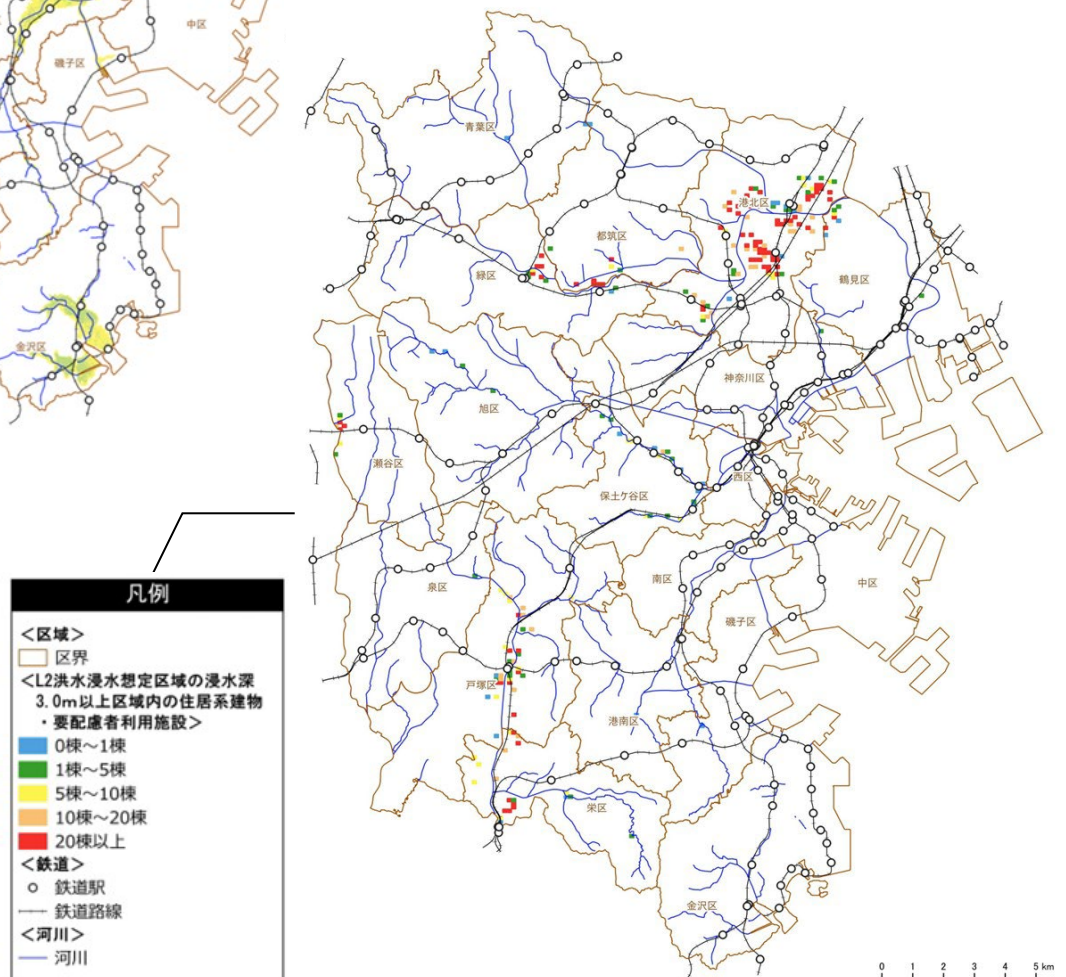 中区
磯子区
金沢区
青葉区
港北区
都筑区
緑区
鶴見区
神奈川区
旭区
瀬谷区
西区
保土ケ谷区
南区
中区
泉区
磯子区
戸塚区
港南区
栄区
金沢区
凡例
<区域>
区界
<L2洪水浸水想定区域の浸水深
3.0m以上区域内の住居系建物
・要配慮者利用施設>
0棟～1棟
1棟～5棟
5棟～10棟
10棟～20棟
20棟以上
<鉄道>
鉄道駅
鉄道路線
<河川>
河川
0 1 2 3 4 5 km